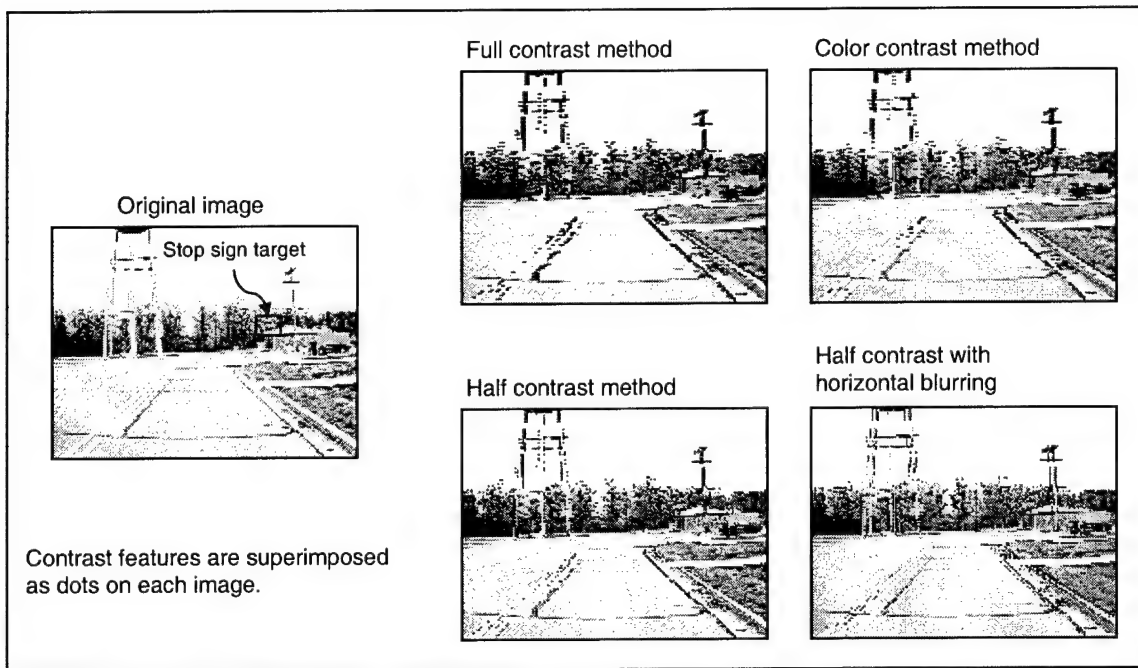 Full contrast method
Color contrast method
Original image
Stop sign target
Half contrast method
Half contrast with
horizontal blurring
Contrast features are superimposed
as dots on each image.